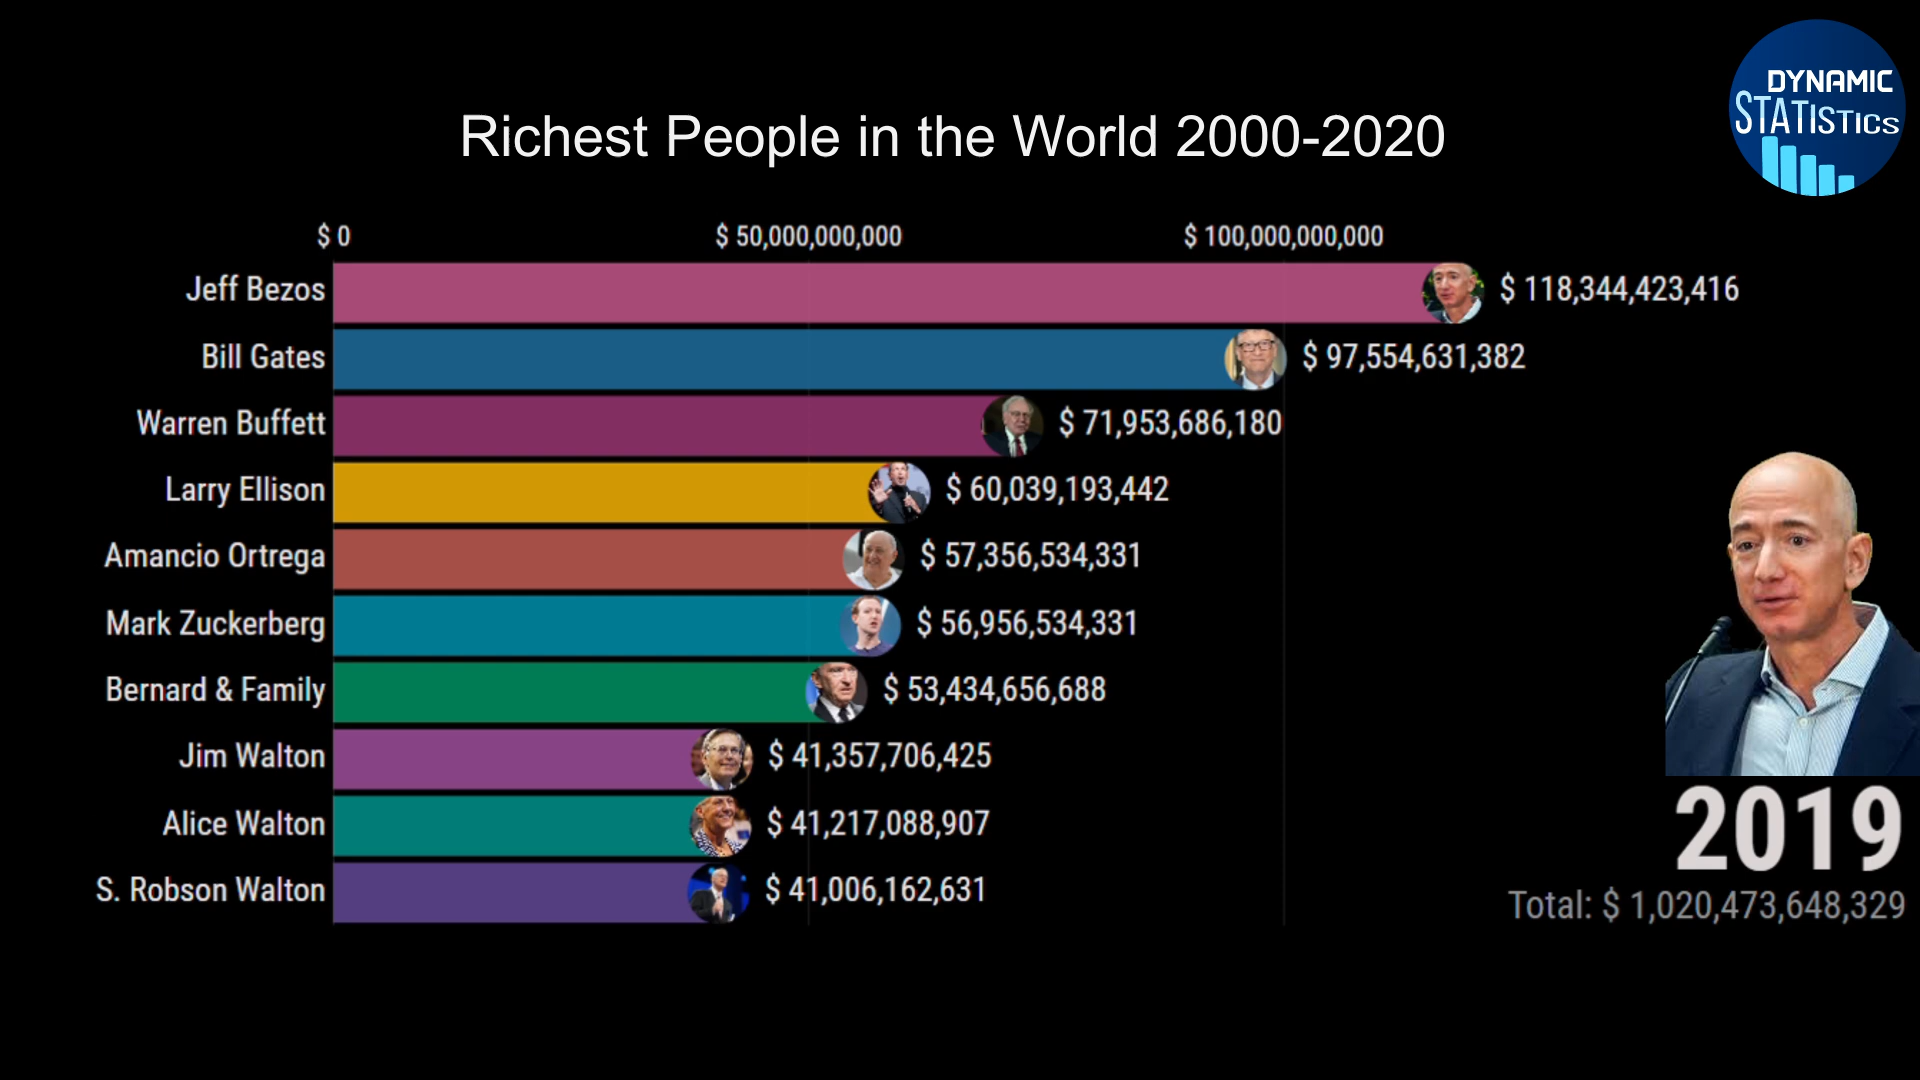 DYNAMIC
STATISTICS
Richest People in the World 2000-2020
$ 0 $ 50,000,000,000 $ 100,000,000,000
Jeff Bezos $ 118,344,423,416
Bill Gates $ 97,554,631,382
Warren Buffett $ 71,953,686,180
Larry Ellison $ 60,039,193,442
Amancio Ortrega $ 57,356,534,331
Mark Zuckerberg $ 56,956,534,331
Bernard & Family $ 53,434,656,688
Jim Walton $ 41,357,706,425
Alice Walton $ 41,217,088,907
S. Robson Walton $ 41,006,162,631
2019
Total: $ 1,020,473,648,329